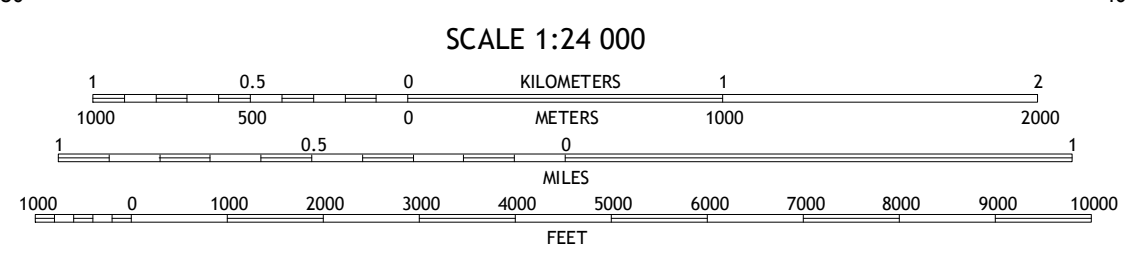 SCALE 1:24 000
1 0.5 0 KILOMETERS 1 2
1000 500 0 METERS 1000 2000
1 0.5 0 1
MILES
1000 0 1000 2000 3000 4000 5000 6000 7000 8000 9000 10000
FEET